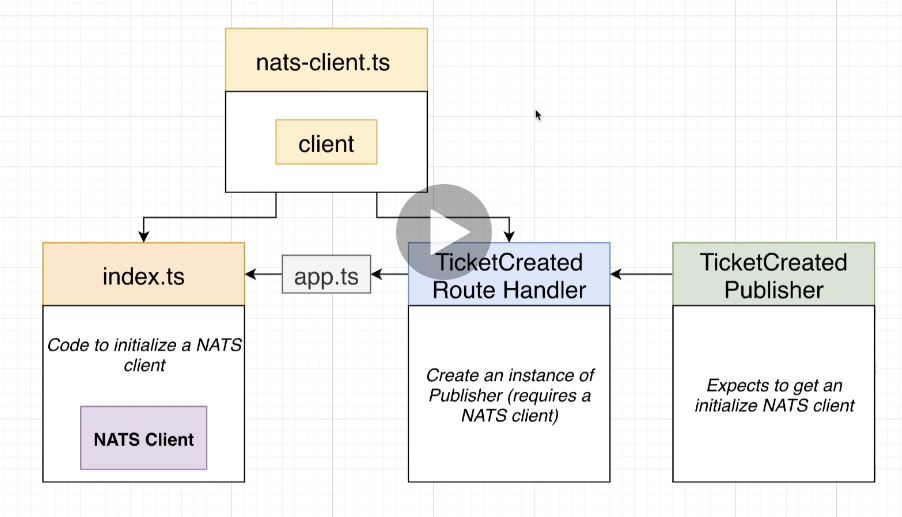 nats-client.ts
client
index.ts
app.ts
TicketCreated
Route Handler
TicketCreated
Publisher
Code to initialize a NATS
client
NATS Client
Create an instance of
Publisher (requires a
NATS client)
Expects to get an
initialize NATS client